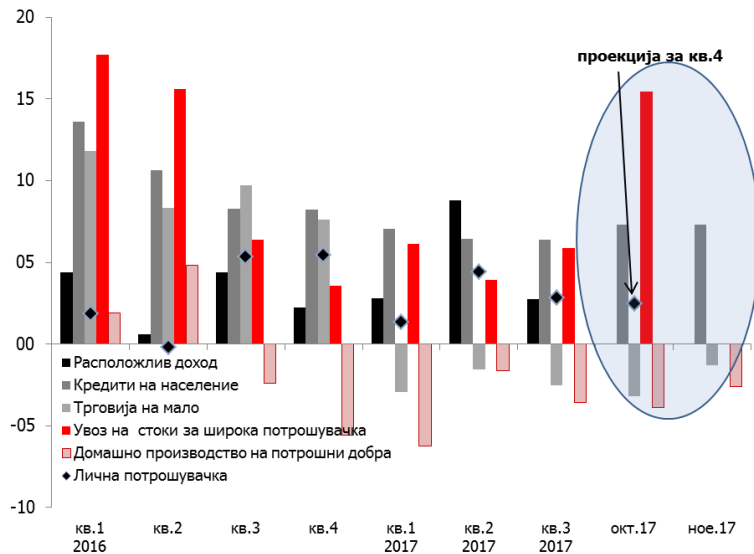 20
15
10
05
00
-05
-10
проекција за кв.4
Расположлив доход
Кредити на население
Трговија на мало
Увоз на стоки за широка потрошувачка
Домашно производство на потрошни добра
Лична потрошувачка
кв.1 кв.2 кв.3 кв.4 кв.1 кв.2 кв.3 окт.17 ное.17
2016 2017 2017 2017